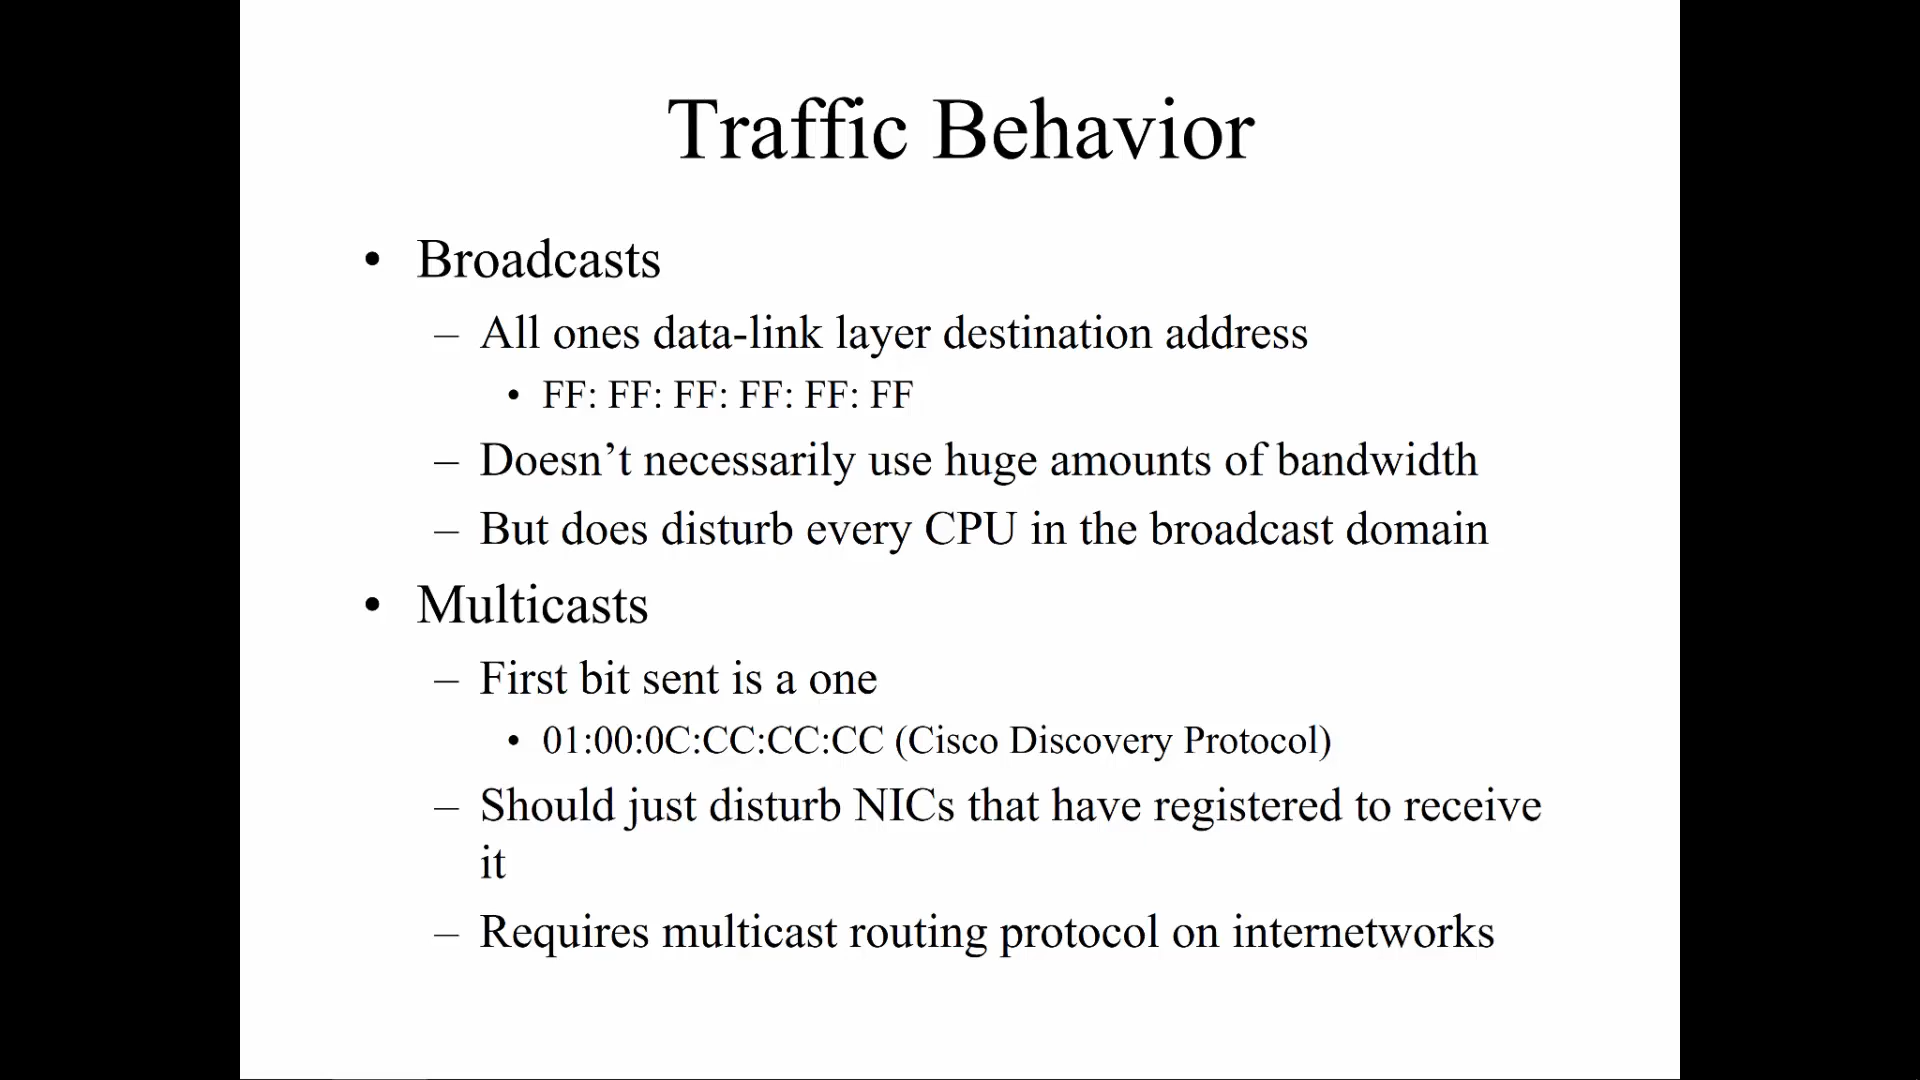 Traffic Behavior
• Broadcasts
– All ones data-link layer destination address
• FF: FF: FF: FF: FF: FF
– Doesn’t necessarily use huge amounts of bandwidth
– But does disturb every CPU in the broadcast domain
• Multicasts
– First bit sent is a one
• 01:00:0C:CC:CC:CC (Cisco Discovery Protocol)
– Should just disturb NICs that have registered to receive
it
– Requires multicast routing protocol on internetworks